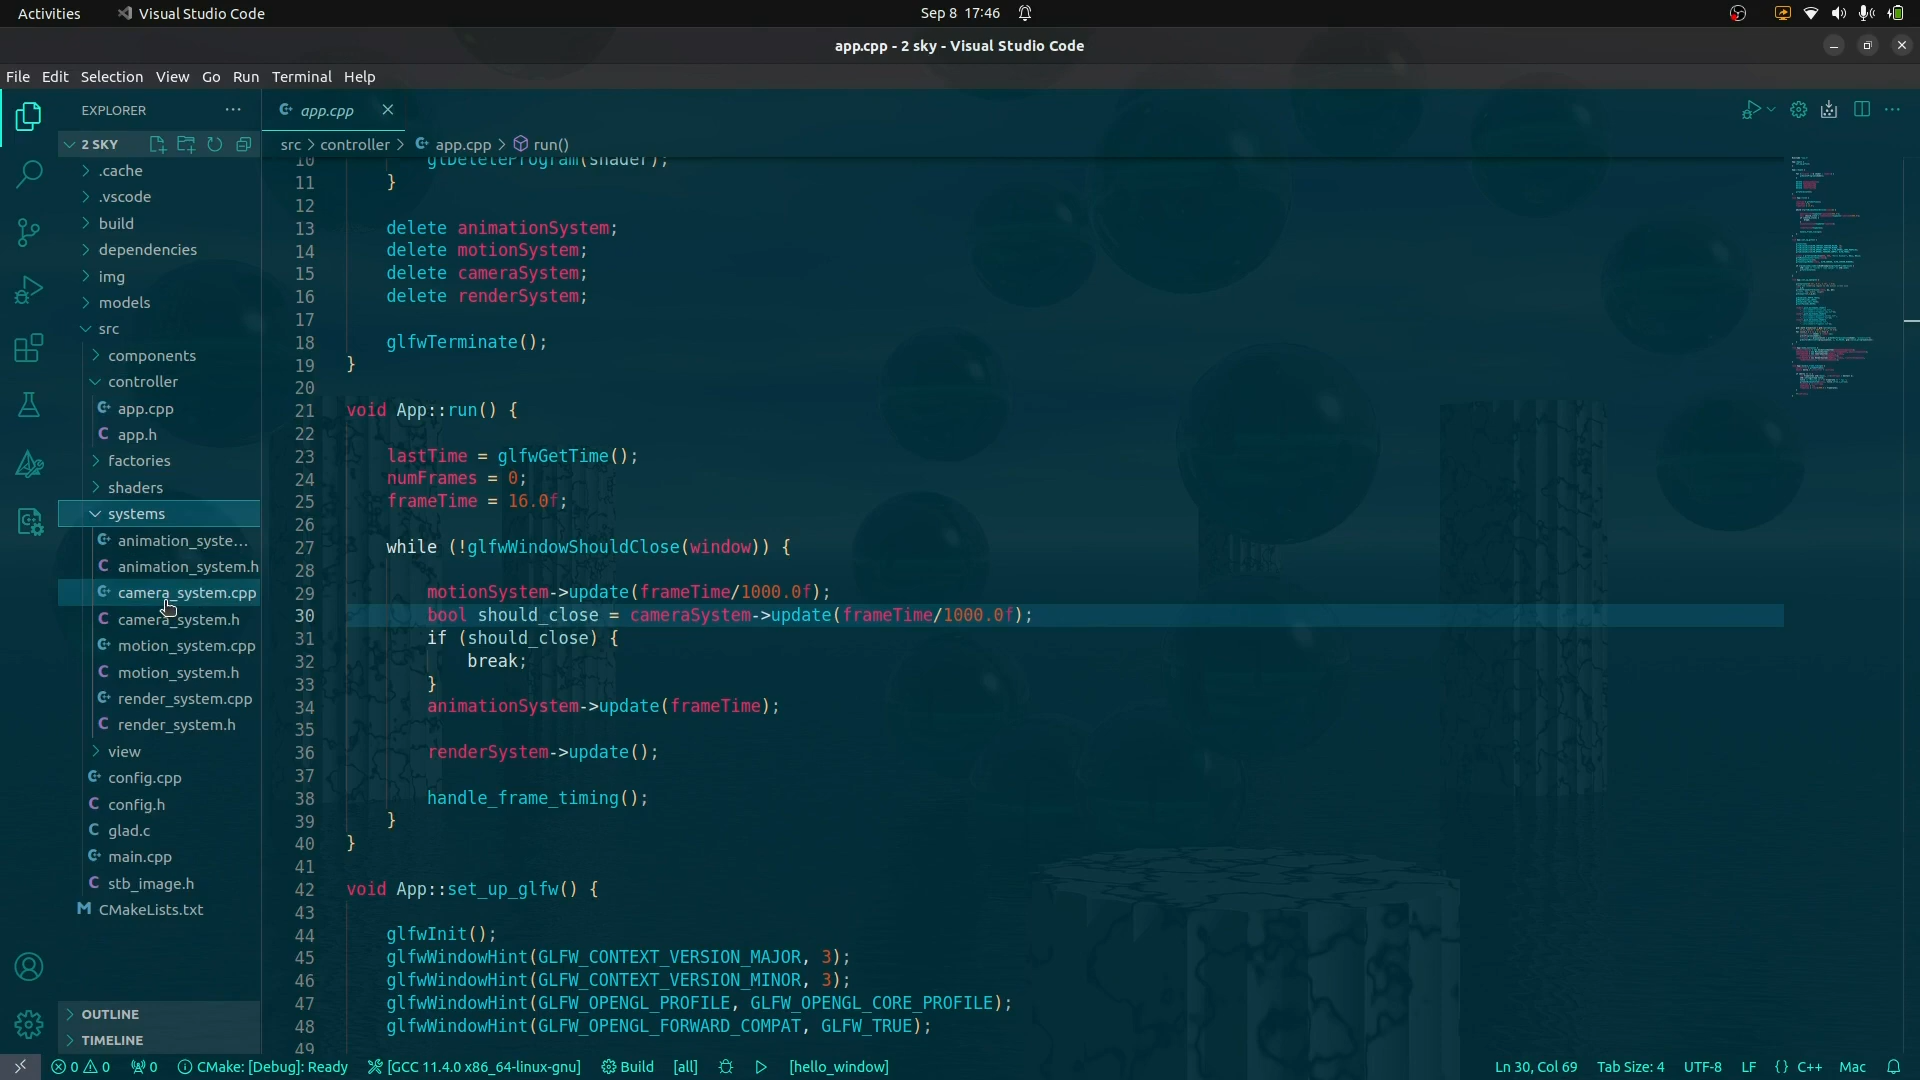 Activities
Visual Studio Code
Sep 8 17:46
app.cpp - 2 sky - Visual Studio Code
File Edit Selection View Go Run Terminal Help
EXPLORER
2 SKY
.cache
.vscode
build
dependencies
img
models
src
components
controller
app.cpp
app.h
factories
shaders
systems
animation_syste...
animation_system.h
camera_system.cpp
camera_system.h
motion_system.cpp
motion_system.h
render_system.cpp
render_system.h
view
config.cpp
config.h
glad.c
main.cpp
stb_image.h
CMakeLists.txt
OUTLINE
TIMELINE
app.cpp
src > controller > app.cpp > run()
10 glDeleteProgram(shader);
11 }
12
13 delete animationSystem;
14 delete motionSystem;
15 delete cameraSystem;
16 delete renderSystem;
17
18 glfwTerminate();
19 }
20
21 void App::run() {
22
23 lastTime = glfwGetTime();
24 numFrames = 0;
25 frameTime = 16.0f;
26
27 while (!glfwWindowShouldClose(window)) {
28
29 motionSystem->update(frameTime/1000.0f);
30 bool should_close = cameraSystem->update(frameTime/1000.0f);
31 if (should_close) {
32 break;
33 }
34 animationSystem->update(frameTime);
35
36 renderSystem->update();
37
38 handle_frame_timing();
39 }
40 }
41
42 void App::set_up_glfw() {
43
44 glfwInit();
45 glfwWindowHint(GLFW_CONTEXT_VERSION_MAJOR, 3);
46 glfwWindowHint(GLFW_CONTEXT_VERSION_MINOR, 3);
47 glfwWindowHint(GLFW_OPENGL_PROFILE, GLFW_OPENGL_CORE_PROFILE);
48 glfwWindowHint(GLFW_OPENGL_FORWARD_COMPAT, GLFW_TRUE);
49
0 0 0 CMake: [Debug]: Ready [GCC 11.4.0 x86_64-linux-gnu] Build [all] [hello_window] Ln 30, Col 69 Tab Size: 4 UTF-8 LF {} C++ Mac